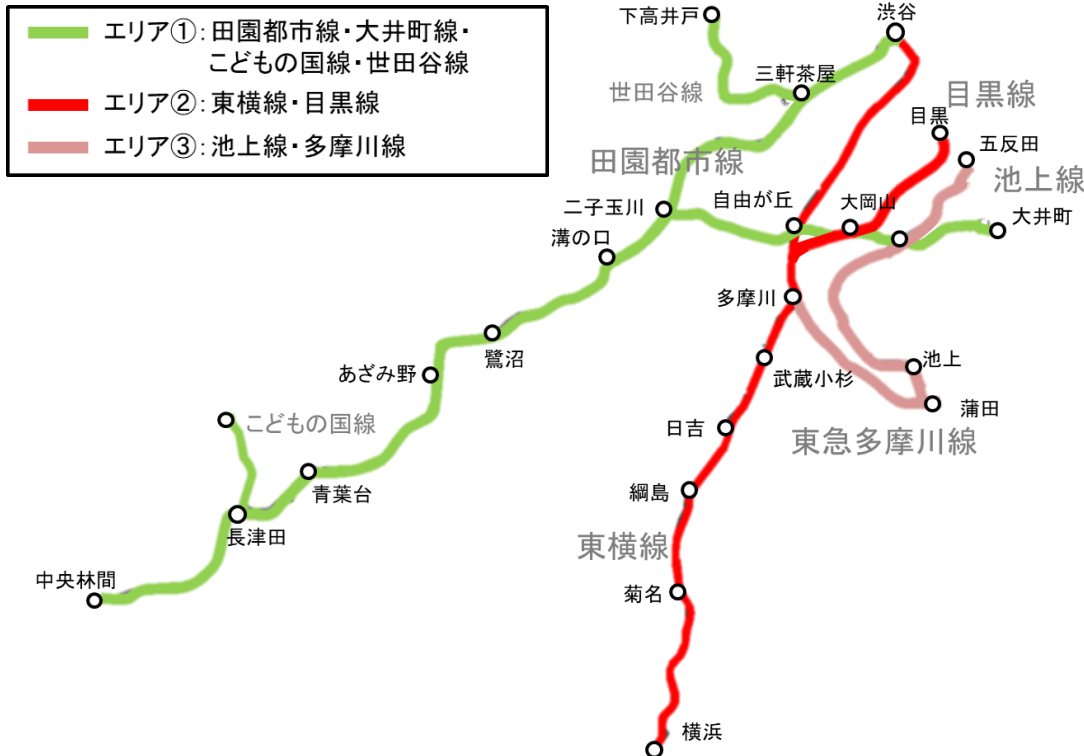 エリア①：田園都市線・大井町線・
こどもの国線・世田谷線
エリア②：東横線・目黒線
エリア③：池上線・多摩川線
下高井戸
渋谷
三軒茶屋
世田谷線
目黒線
目黒
五反田
田園都市線
池上線
二子玉川
自由が丘
大岡山
大井町
溝の口
多摩川
鷺沼
武蔵小杉
池上
あざみ野
蒲田
こどもの国線
日吉
東急多摩川線
青葉台
綱島
長津田
東横線
中央林間
菊名
横浜